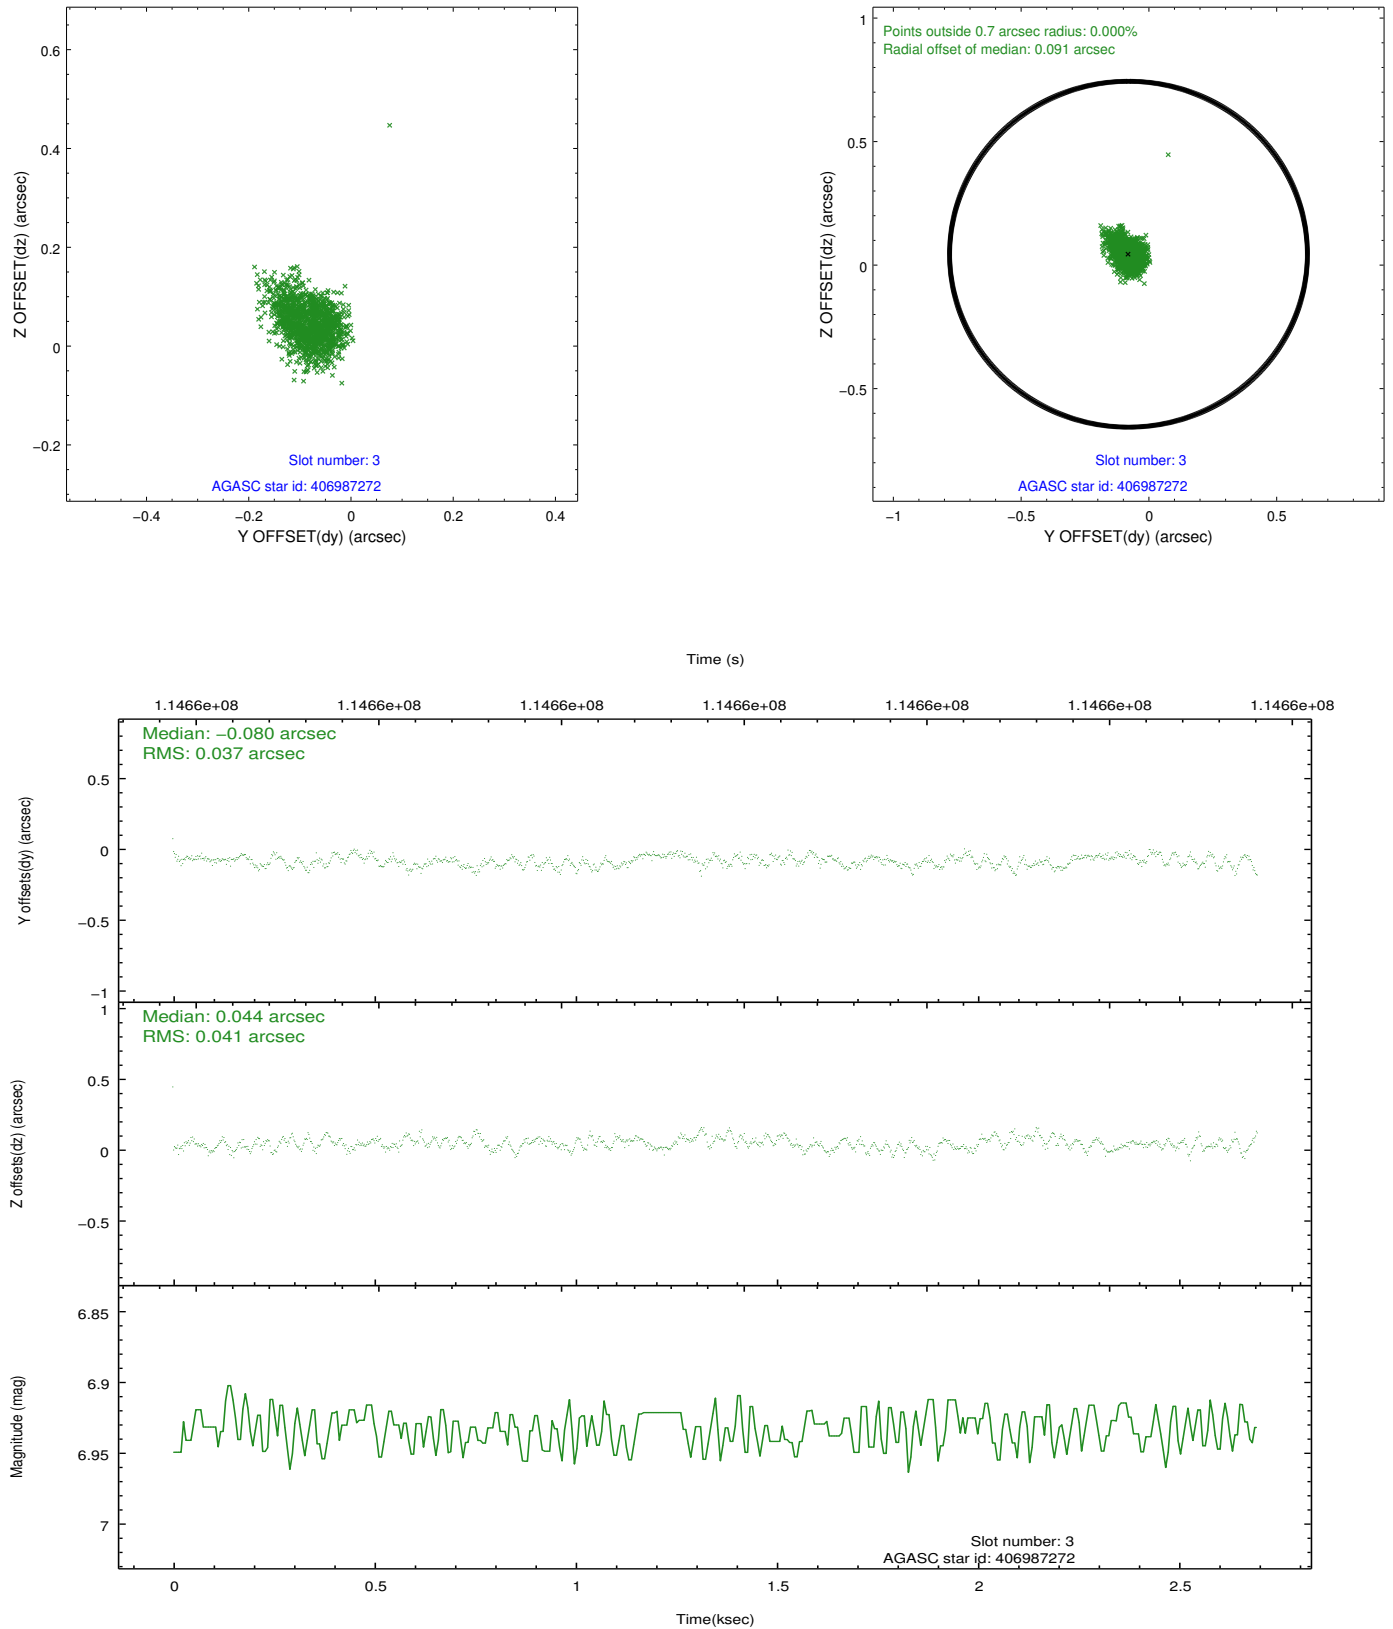 0.6
0.4
0.2
0
−0.2
Z OFFSET(dz) (arcsec)
Slot number: 3
AGASC star id: 406987272
−0.4 −0.2 0 0.2 0.4
Y OFFSET(dy) (arcsec)
Points outside 0.7 arcsec radius: 0.000%
Radial offset of median: 0.091 arcsec
1
0.5
0
−0.5
Z OFFSET(dz) (arcsec)
Slot number: 3
AGASC star id: 406987272
−1 −0.5 0 0.5
Y OFFSET(dy) (arcsec)
Time (s)
1.1466e+08 1.1466e+08 1.1466e+08 1.1466e+08 1.1466e+08 1.1466e+08 1.1466e+08
Median: −0.080 arcsec
RMS: 0.037 arcsec
0.5
0
−0.5
−1
Y offsets(dy) (arcsec)
Median: 0.044 arcsec
RMS: 0.041 arcsec
1
0.5
0
−0.5
Z offsets(dz) (arcsec)
6.85
6.9
6.95
7
Magnitude (mag)
Slot number: 3
AGASC star id: 406987272
0 0.5 1 1.5 2 2.5
Time(ksec)